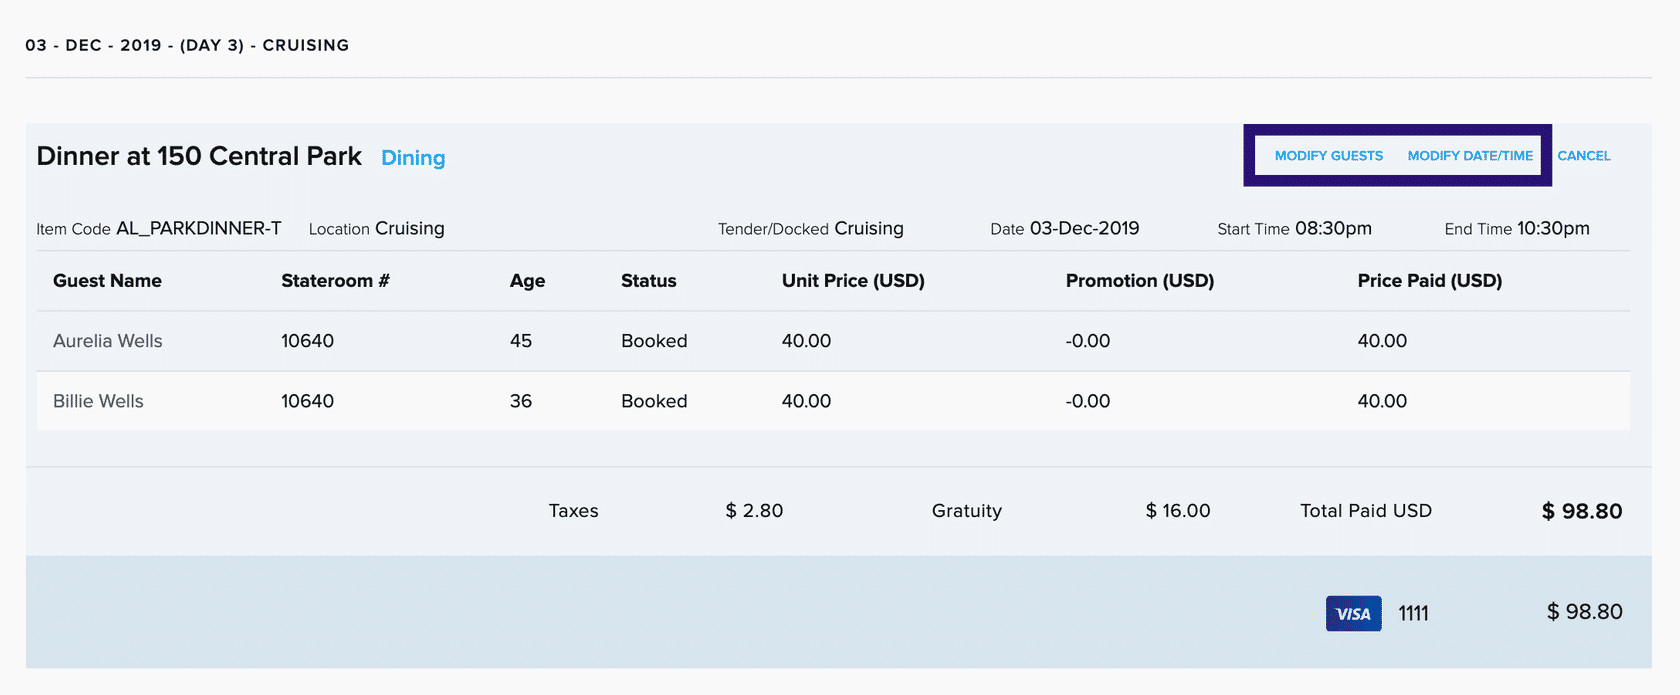 03 - DEC - 2019 - (DAY 3) - CRUISING
Dinner at 150 Central Park Dining MODIFY GUESTS MODIFY DATE/TIME CANCEL
Item Code AL_PARKDINNER-T Location Cruising Tender/Docked Cruising Date 03-Dec-2019 Start Time 08:30pm End Time 10:30pm
Guest Name Stateroom # Age Status Unit Price (USD) Promotion (USD) Price Paid (USD)
Aurelia Wells 10640 45 Booked 40.00 -0.00 40.00
Billie Wells 10640 36 Booked 40.00 -0.00 40.00
Taxes $ 2.80 Gratuity $ 16.00 Total Paid USD $ 98.80
VISA 1111 $ 98.80